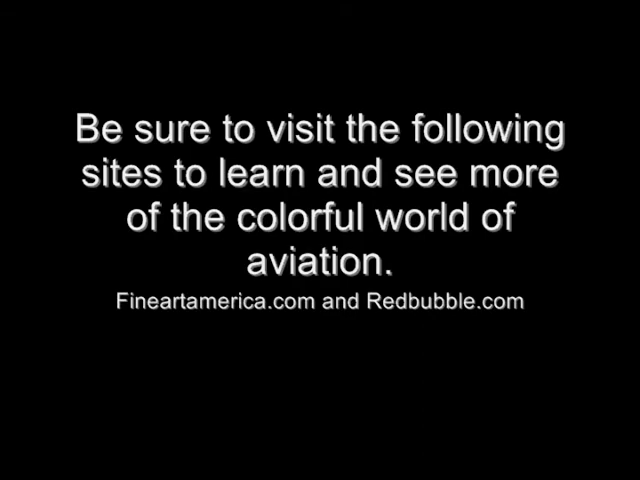 Be sure to visit the following
sites to learn and see more
of the colorful world of
aviation.
Fineartamerica.com and Redbubble.com